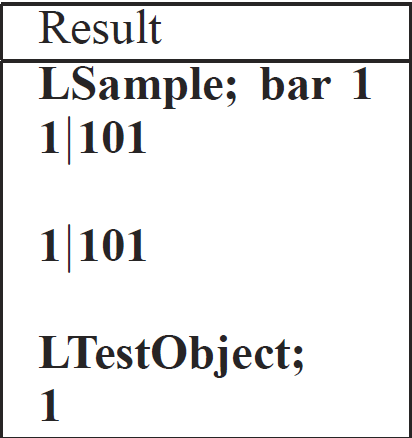 Result
LSample; bar 1
1|101
1|101
LTestObject;
1